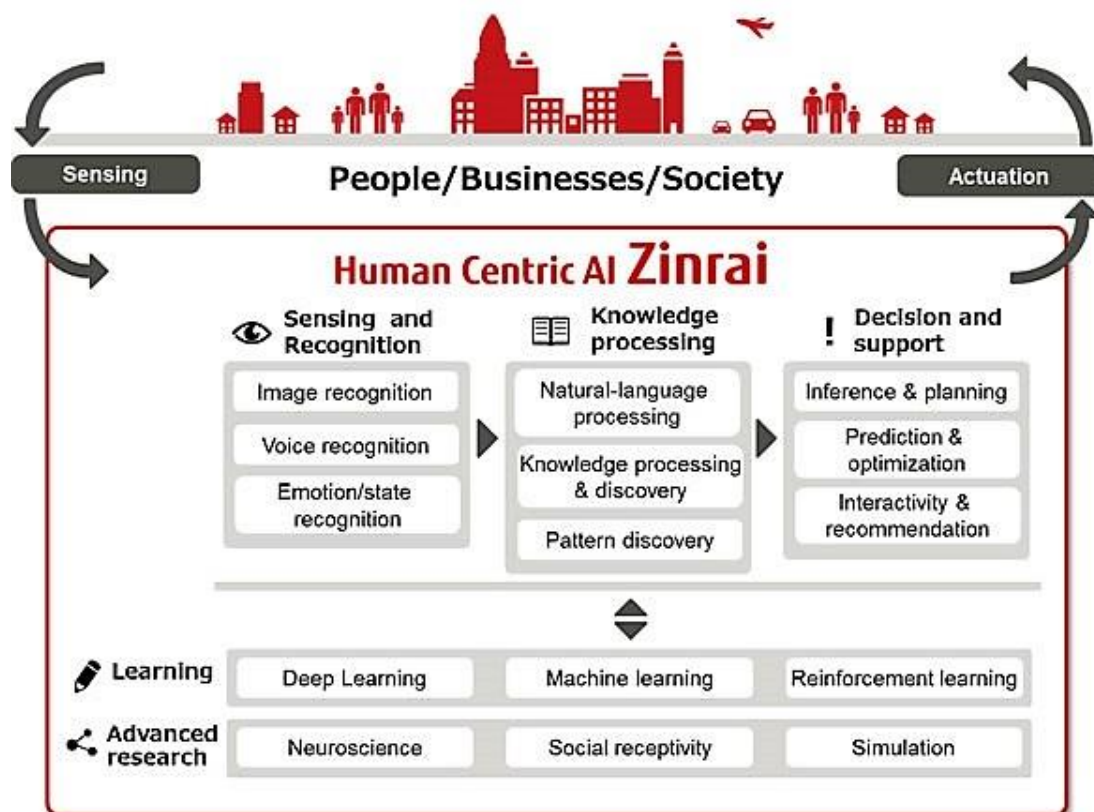 Sensing
People/Businesses/Society
Actuation
Human Centric AI Zinrai
Sensing and
Recognition
Image recognition
Voice recognition
Emotion/state
recognition
Knowledge
processing
Natural-language
processing
Knowledge processing
& discovery
Pattern discovery
! Decision and
support
Inference & planning
Prediction &
optimization
Interactivity &
recommendation
Learning
Deep Learning
Machine learning
Reinforcement learning
Advanced
research
Neuroscience
Social receptivity
Simulation